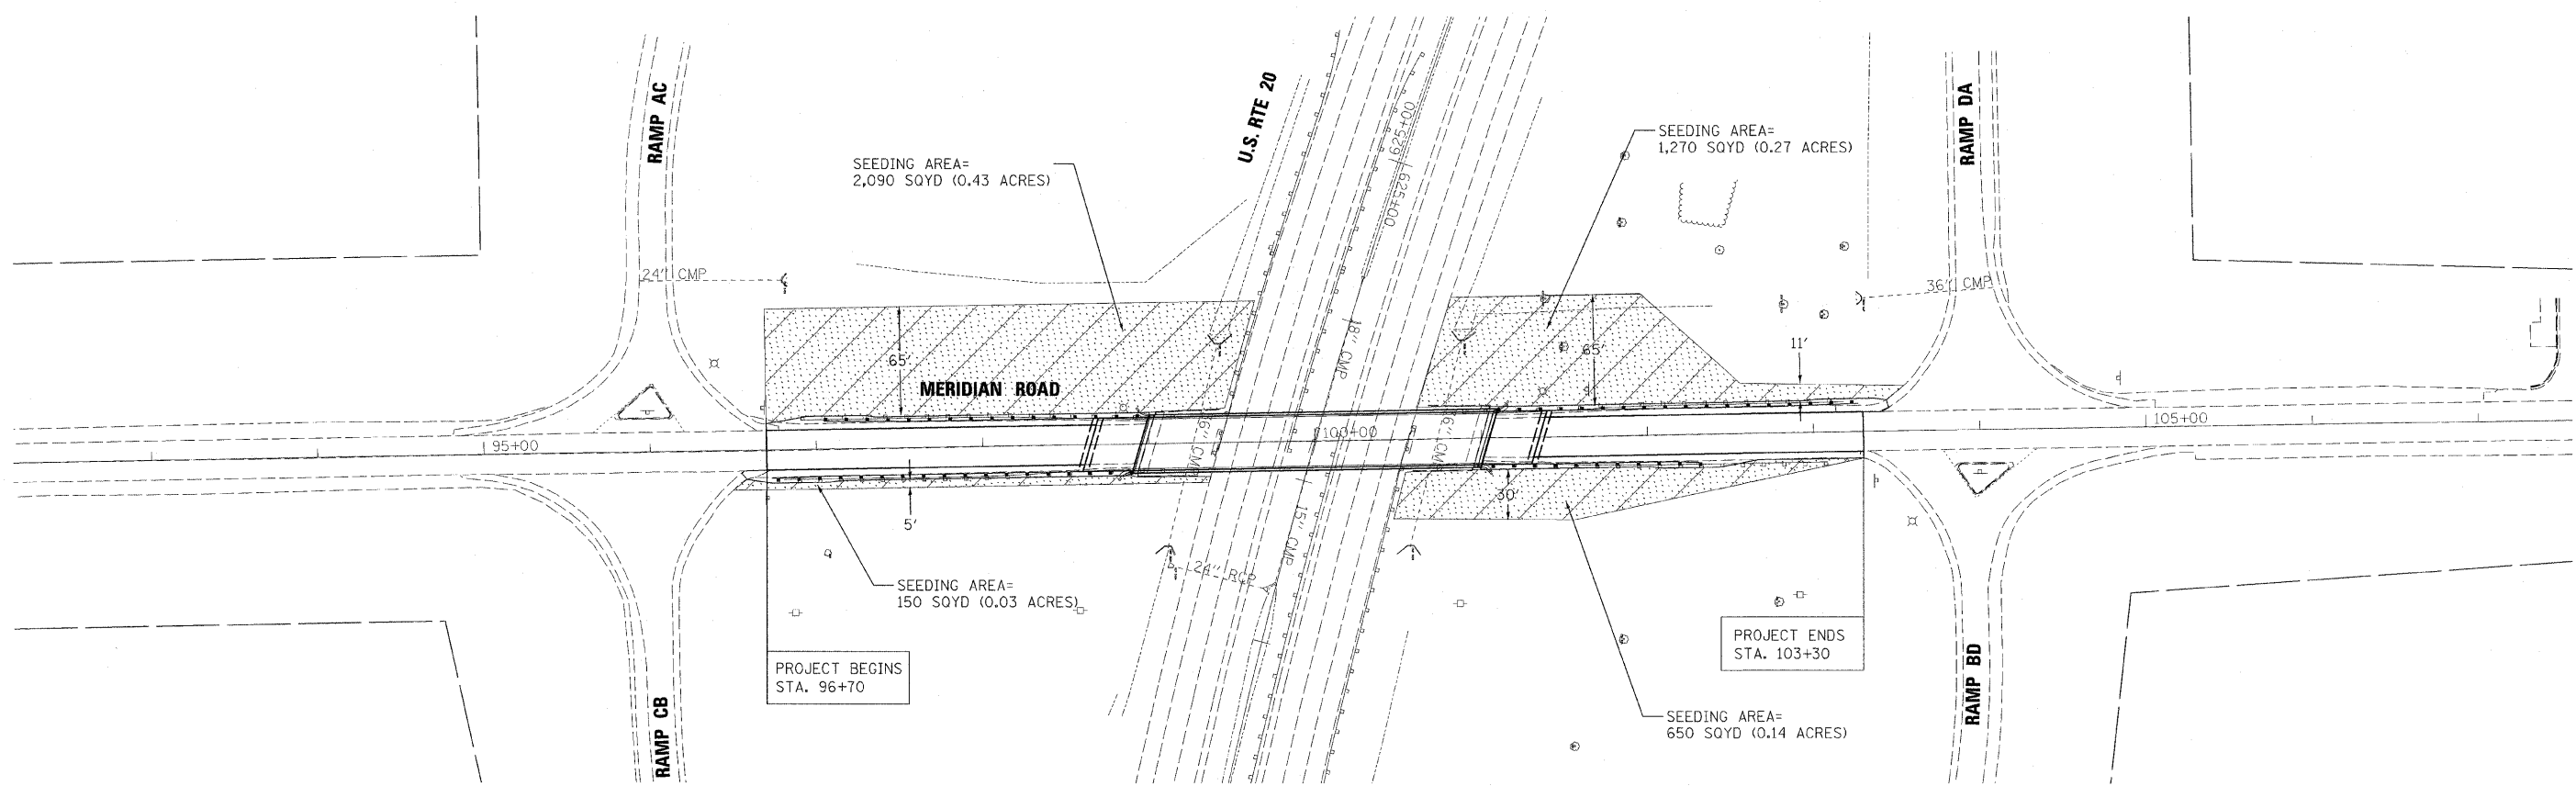 RAMP AC
U.S. RTE 20
RAMP DA
SEEDING AREA=
2,090 SQYD (0.43 ACRES)
SEEDING AREA=
1,270 SQYD (0.27 ACRES)
625+00
625+00
24" CMP
36" CMP
18" CMP
65'
65'
11'
MERIDIAN ROAD
95+00
100+00
105+00
30'
5'
15" CMP
24" RCP
SEEDING AREA=
150 SQYD (0.03 ACRES)
PROJECT BEGINS
STA. 96+70
PROJECT ENDS
STA. 103+30
SEEDING AREA=
650 SQYD (0.14 ACRES)
RAMP CB
RAMP BD